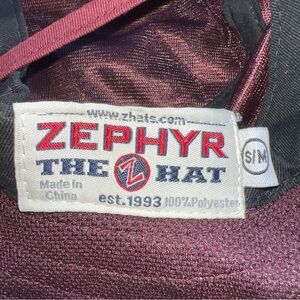 www.zhats.com
ZEPHYR
THE Z HAT
Made in
China
est.1993 100%Polyester
S/M